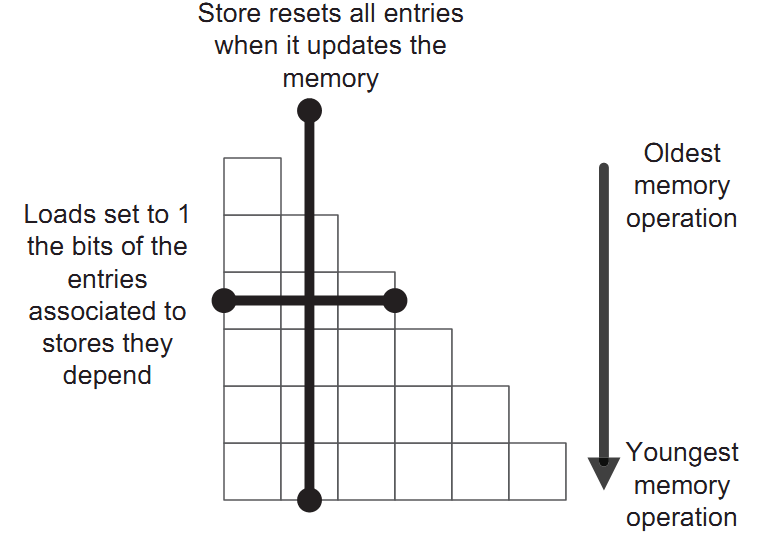 Store resets all entries
when it updates the
memory
Loads set to 1
the bits of the
entries
associated to
stores they
depend
Oldest
memory
operation
Youngest
memory
operation